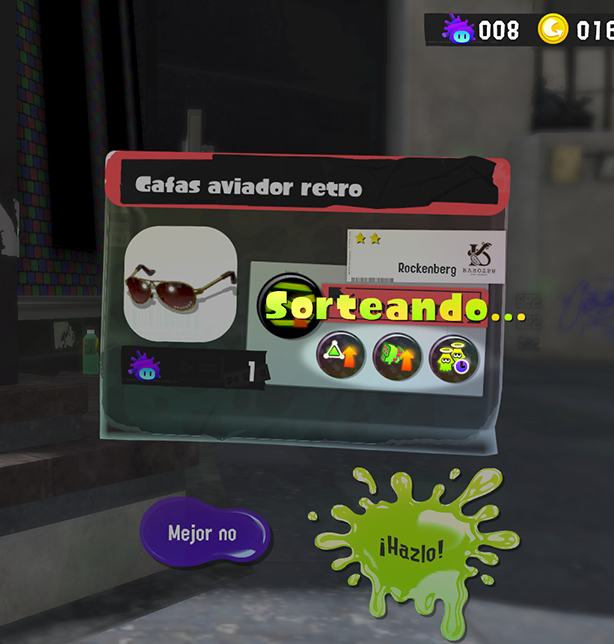 008
016
Gafas aviador retro
Rockenberg
Sorteando...
1
Mejor no
¡Hazlo!